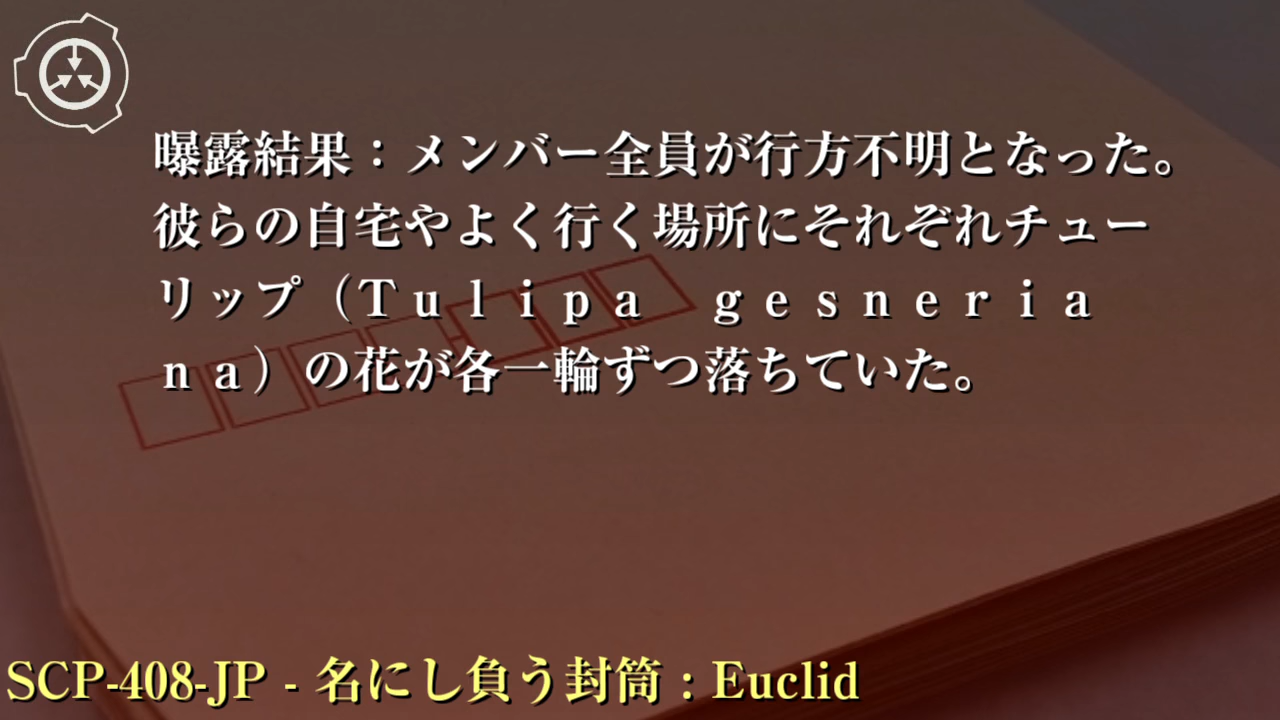 曝露結果：メンバー全員が行方不明となった。
彼らの自宅やよく行く場所にそれぞれチュー
リップ（Ｔｕｌｉｐａ　ｇｅｓｎｅｒｉａ
ｎａ）の花が各一輪ずつ落ちていた。
SCP-408-JP - 名にし負う封筒 : Euclid